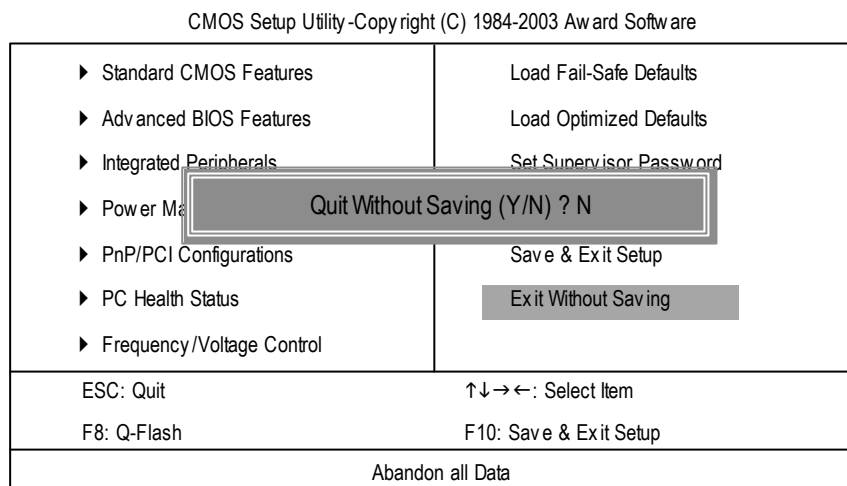 CMOS Setup Utility-Copyright (C) 1984-2003 Award Software
Standard CMOS Features
Advanced BIOS Features
Integrated Peripherals
Power Ma
PnP/PCI Configurations
PC Health Status
Frequency/Voltage Control
Load Fail-Safe Defaults
Load Optimized Defaults
Set Supervisor Password
Save & Exit Setup
Exit Without Saving
Quit Without Saving (Y/N) ? N
ESC: Quit
↑↓→←: Select Item
F8: Q-Flash
F10: Save & Exit Setup
Abandon all Data